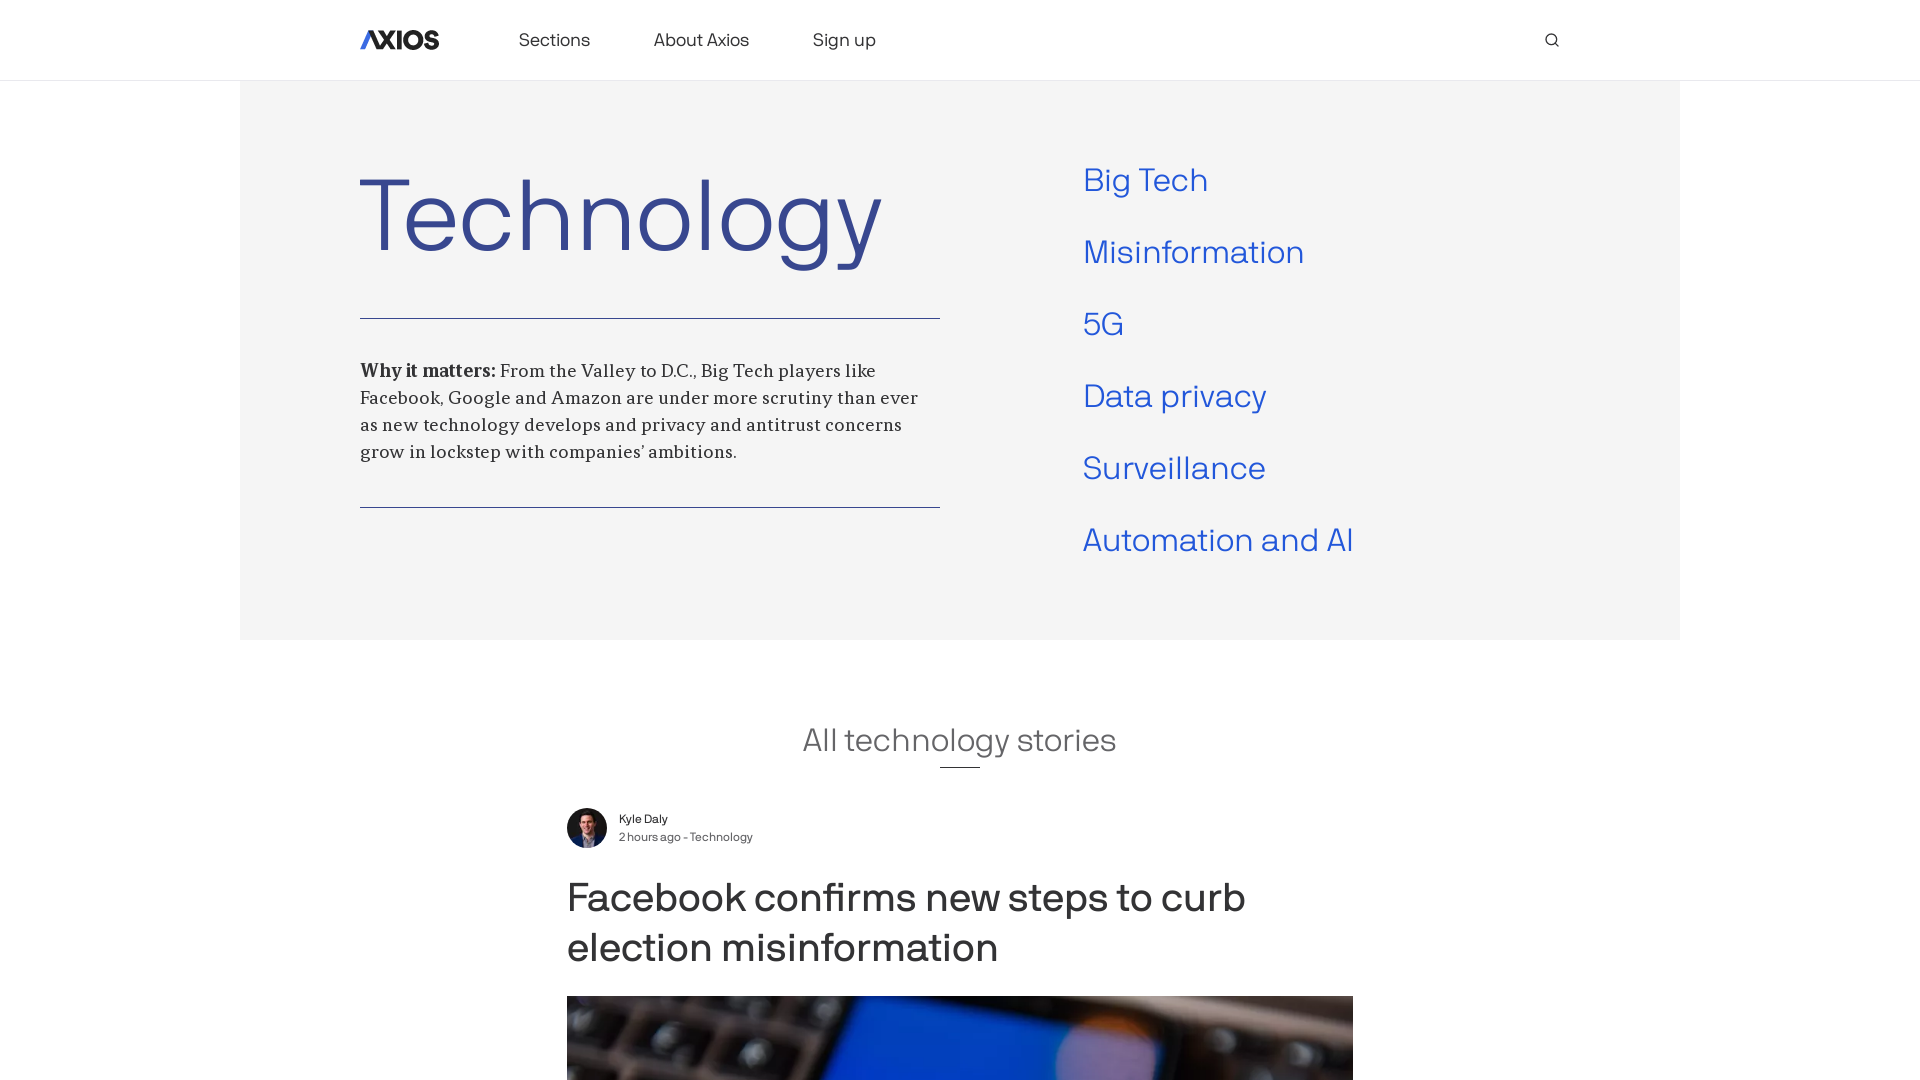 AXIOS
Sections
About Axios
Sign up
Technology
Why it matters: From the Valley to D.C., Big Tech players like
Facebook, Google and Amazon are under more scrutiny than ever
as new technology develops and privacy and antitrust concerns
grow in lockstep with companies’ ambitions.
Big Tech
Misinformation
5G
Data privacy
Surveillance
Automation and AI
All technology stories
Kyle Daly
2 hours ago - Technology
Facebook confirms new steps to curb
election misinformation